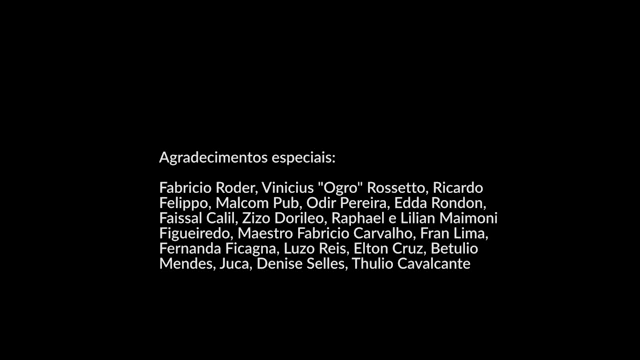 Agradecimentos especiais:
Fabricio Roder, Vinicius "Ogro" Rossetto, Ricardo
Felippo, Malcom Pub, Odir Pereira, Edda Rondon,
Faissal Calil, Zizo Dorileo, Raphael e Lilian Maimoni
Figueiredo, Maestro Fabricio Carvalho, Fran Lima,
Fernanda Ficagna, Luzo Reis, Elton Cruz, Betulio
Mendes, Juca, Denise Selles, Thulio Cavalcante